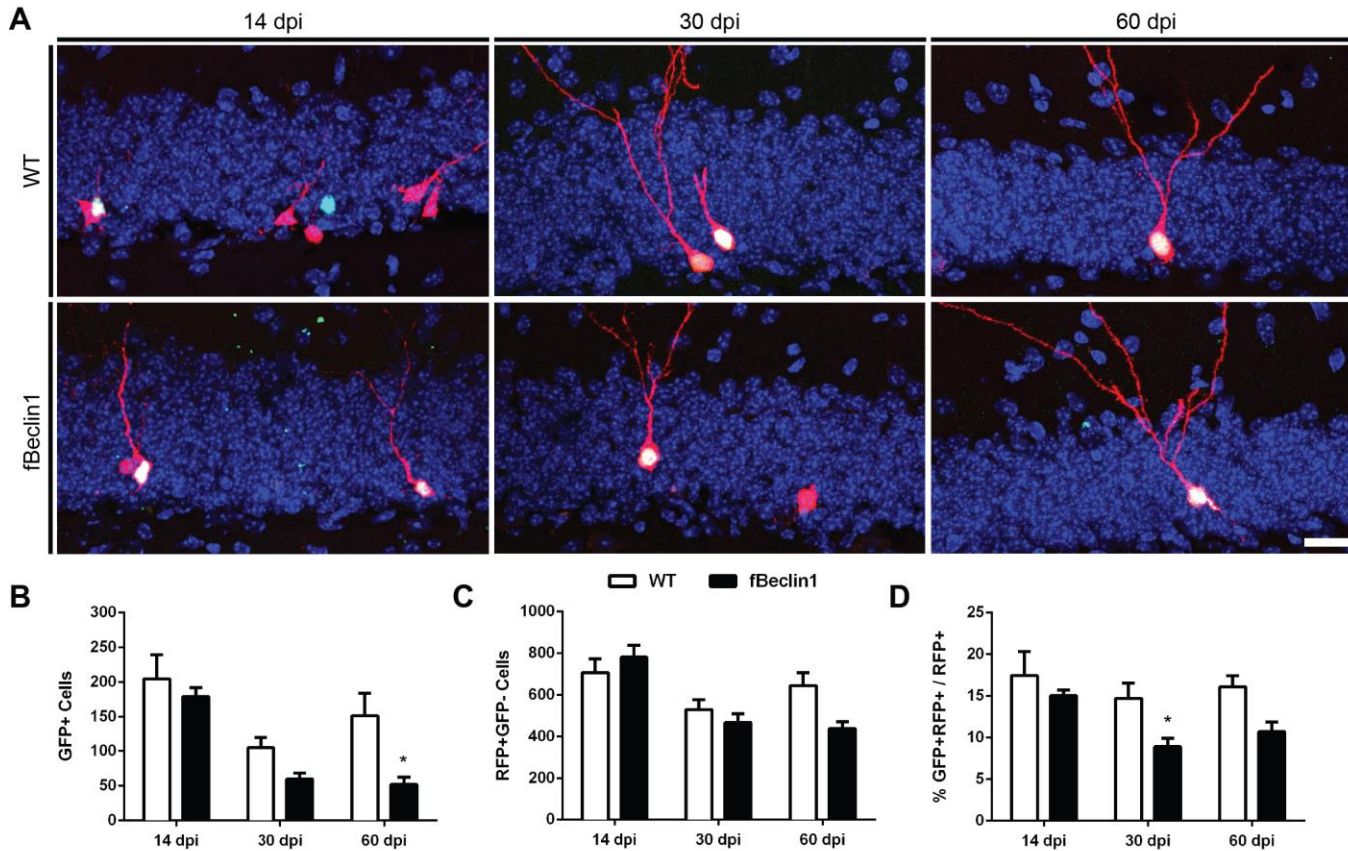 A
14 dpi 30 dpi 60 dpi
WT
fBeclin1
WT fBeclin1
B
GFP+ Cells
300
250
200
150
100
50
0
14 dpi 30 dpi 60 dpi
C
RFP+GFP- Cells
1000
800
600
400
200
0
14 dpi 30 dpi 60 dpi
D
% GFP+RFP+ / RFP+
25
20
15
10
5
0
14 dpi 30 dpi 60 dpi
*
*